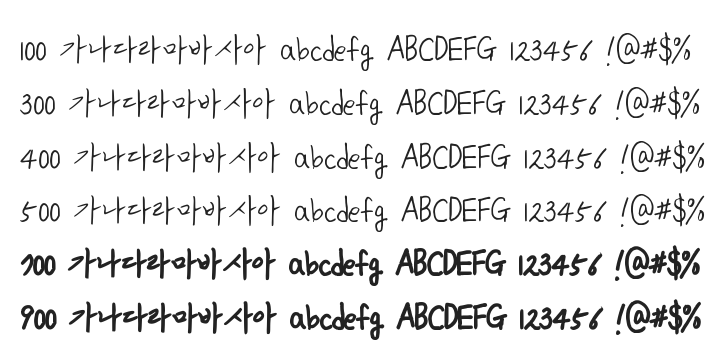 100 가나다라마바사아 abcdefg ABCDEFG 123456 !@#$%
300 가나다라마바사아 abcdefg ABCDEFG 123456 !@#$%
400 가나다라마바사아 abcdefg ABCDEFG 123456 !@#$%
500 가나다라마바사아 abcdefg ABCDEFG 123456 !@#$%
700 가나다라마바사아 abcdefg ABCDEFG 123456 !@#$%
900 가나다라마바사아 abcdefg ABCDEFG 123456 !@#$%